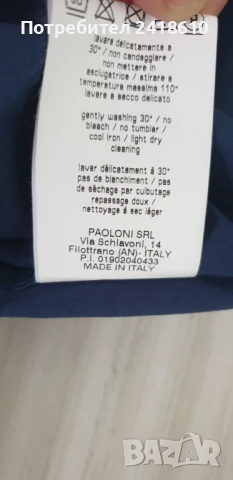 Потребител 2418610
lavare délicatamente a
30° / non candeggiare /
non mettere in
asciugatrice / stirare a
temperatura massima 110°
lavare a secco delicato
gently washing 30° / no
bleach / no tumbler /
cool iron / light dry
cleaning
laver délicatement à 30°
pas de blanchiment / pas
de séchage par culbutage
repassage doux /
nettoyage à sec léger
PAOLONI SRL
Via Schiavoni, 14
Filottrano (AN)- ITALY
P.I. 01902040433
MADE IN ITALY
BAZAR